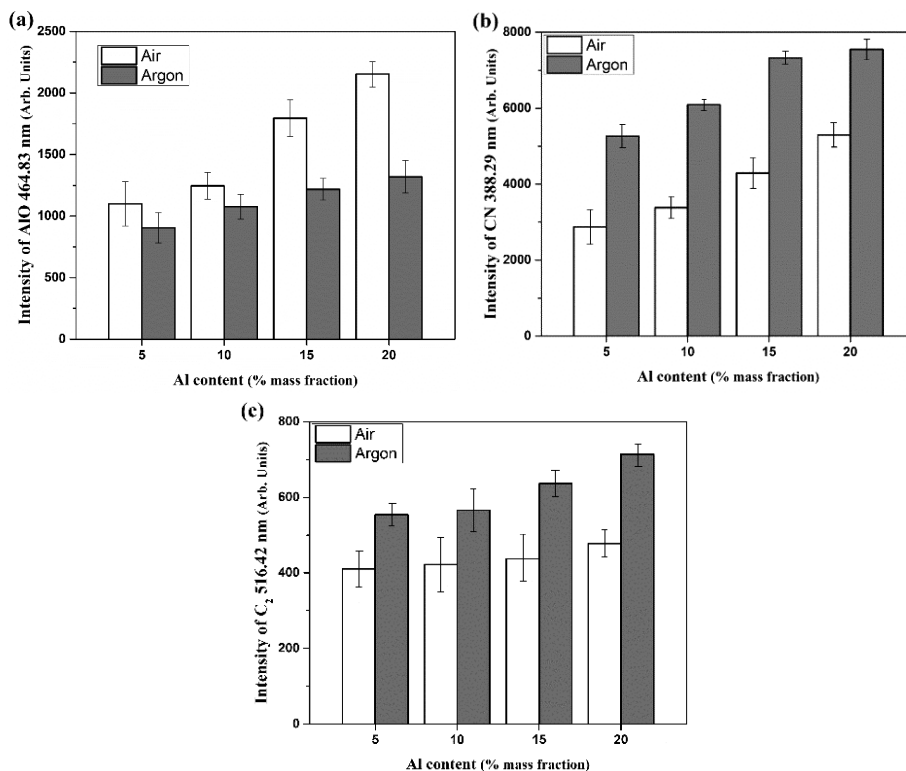 (a)
Intensity of AlO 464.83 nm (Arb. Units)
2500
2000
1500
1000
500
0
Air
Argon
5 10 15 20
Al content (% mass fraction)
(b)
Intensity of CN 388.29 nm (Arb. Units)
8000
6000
4000
2000
0
Air
Argon
5 10 15 20
Al content (% mass fraction)
(c)
Intensity of C₂ 516.42 nm (Arb. Units)
800
600
400
200
0
Air
Argon
5 10 15 20
Al content (% mass fraction)